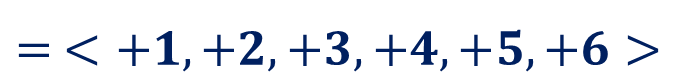 = < +1, +2, +3, +4, +5, +6 >